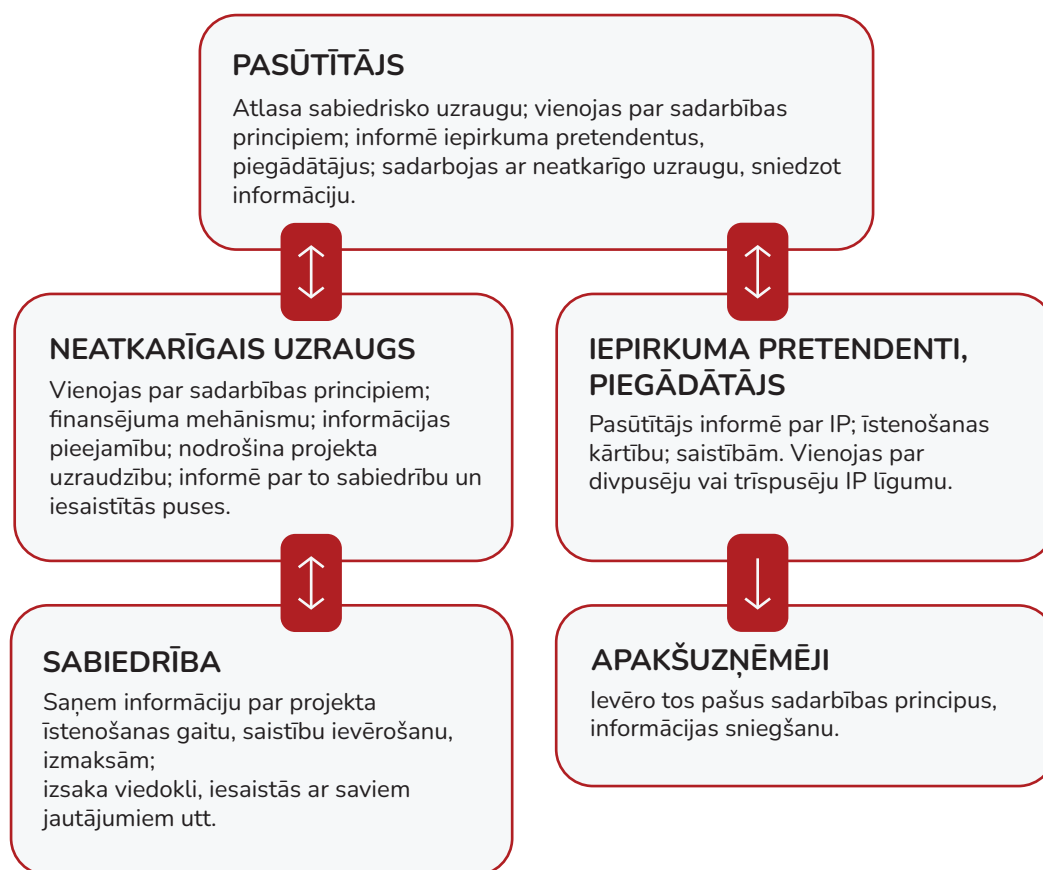 PASŪTĪTĀJS
Atlasa sabiedrisko uzraugu; vienojas par sadarbības
principiem; informē iepirkuma pretendentus,
piegādātājus; sadarbojas ar neatkarīgo uzraugu, sniedzot
informāciju.
NEATKARĪGAIS UZRAUGS
Vienojas par sadarbības principiem;
finansējuma mehānismu; informācijas
pieejamību; nodrošina projekta
uzraudzību; informē par to sabiedrību un
iesaistītās puses.
IEPIRKUMA PRETENDENTI,
PIEGĀDĀTĀJS
Pasūtītājs informē par IP; īstenošanas
kārtību; saistībām. Vienojas par
divpusēju vai trīspusēju IP līgumu.
SABIEDRĪBA
Saņem informāciju par projekta
īstenošanas gaitu, saistību ievērošanu,
izmaksām;
izsaka viedokli, iesaistās ar saviem
jautājumiem utt.
APAKŠUZŅĒMĒJI
Ievēro tos pašus sadarbības principus,
informācijas sniegšanu.